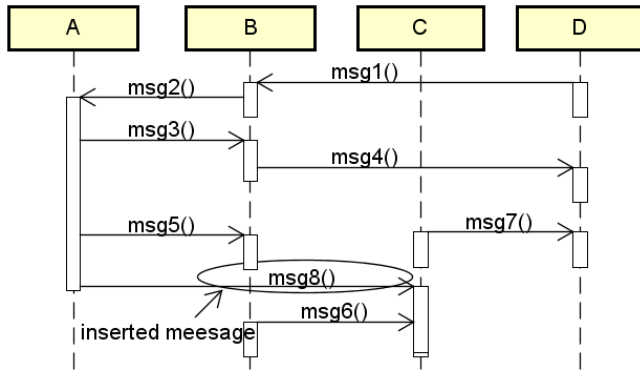 A
B
C
D
msg1()
msg2()
msg3()
msg4()
msg5()
msg7()
msg8()
msg6()
inserted meesage